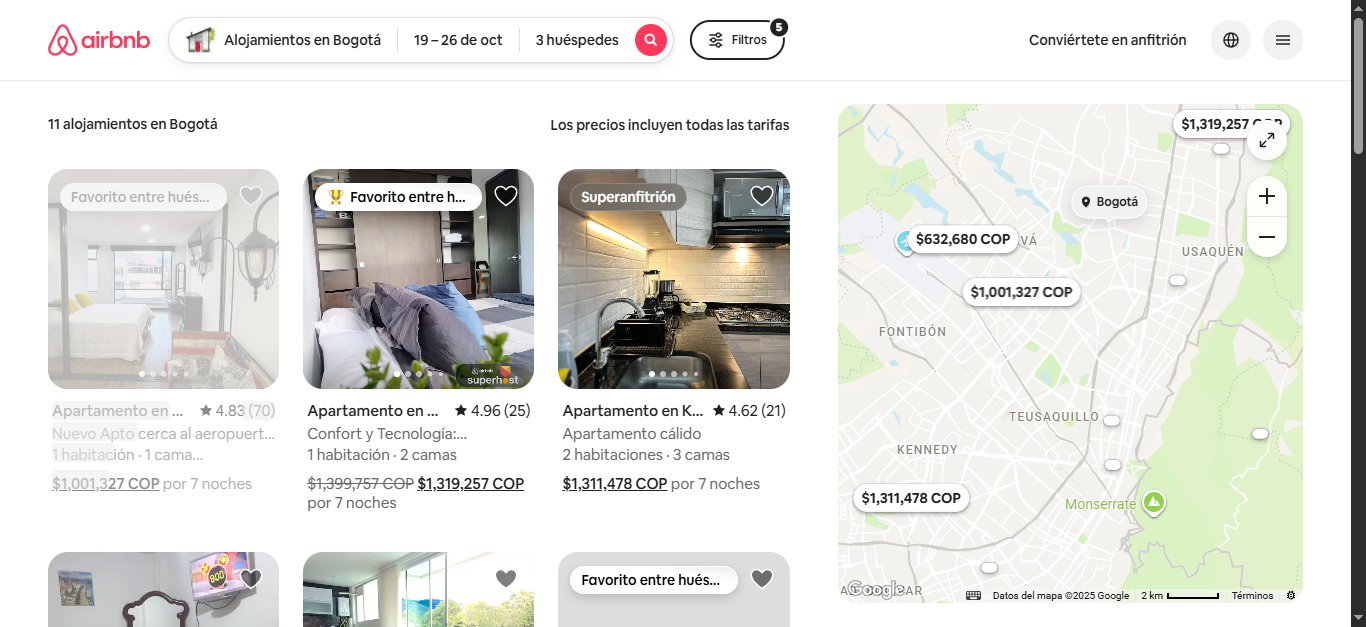 airbnb
Alojamientos en Bogotá
19 – 26 de oct
3 huéspedes
Filtros
5
Conviértete en anfitrión
11 alojamientos en Bogotá
Los precios incluyen todas las tarifas
Favorito entre hués...
Favorito entre h...
Superanfitrión
airbnb
superhost
Apartamento en ...
4.83 (70)
Nuevo Apto cerca al aeropuert...
1 habitación · 1 cama...
$1,001,327 COP por 7 noches
Apartamento en ...
4.96 (25)
Confort y Tecnología:...
1 habitación · 2 camas
$1,399,757 COP $1,319,257 COP
por 7 noches
Apartamento en K...
4.62 (21)
Apartamento cálido
2 habitaciones · 3 camas
$1,311,478 COP por 7 noches
800
Favorito entre hués...
$1,319,257 COP
Bogotá
$632,680 COP
VÁ
USAQUÉN
$1,001,327 COP
FONTIBÓN
TEUSAQUILLO
KENNEDY
$1,311,478 COP
Monserrate
Google
AR
Datos del mapa ©2025 Google
2 km
Términos